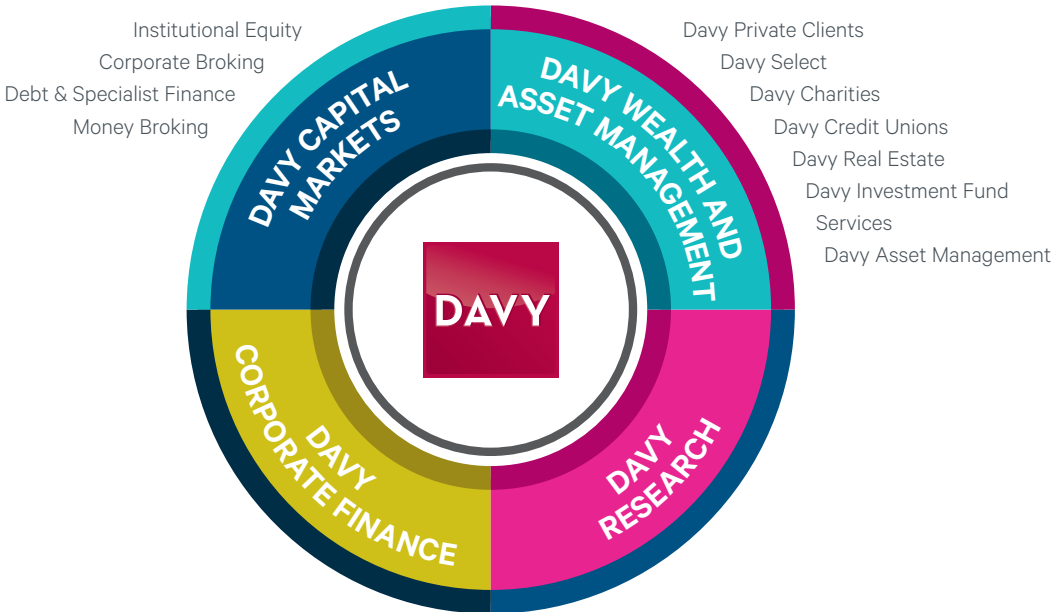 Institutional Equity
Corporate Broking
Debt & Specialist Finance
Money Broking
DAVY CAPITAL
MARKETS
DAVY WEALTH AND
ASSET MANAGEMENT
Davy Private Clients
Davy Select
Davy Charities
Davy Credit Unions
Davy Real Estate
Davy Investment Fund
Services
Davy Asset Management
DAVY
DAVY
CORPORATE FINANCE
DAVY
RESEARCH